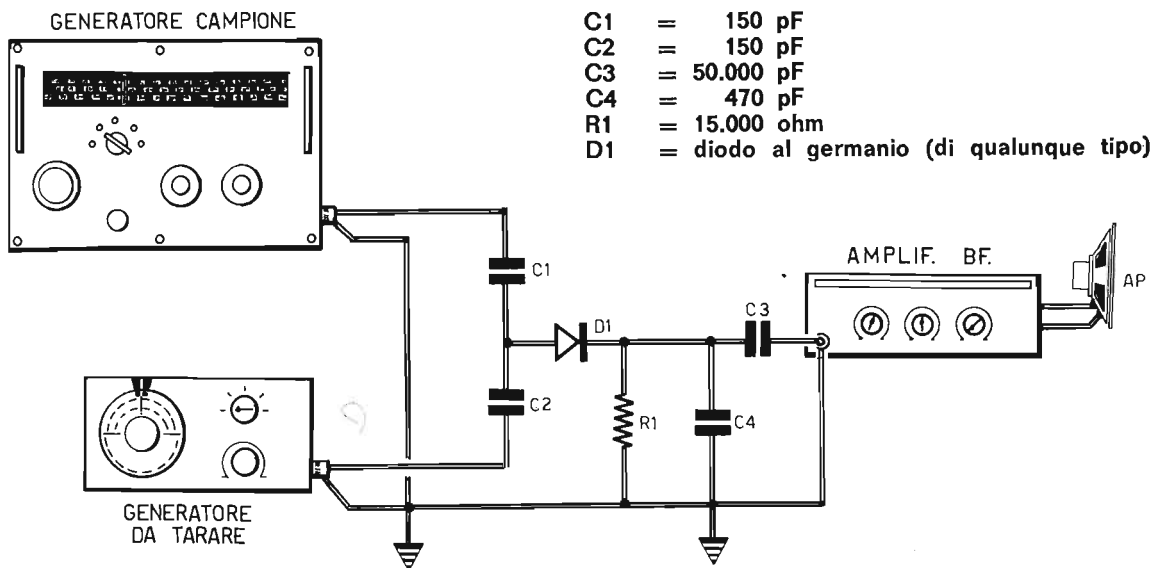 GENERATORE CAMPIONE
C1 = 150 pF
C2 = 150 pF
C3 = 50.000 pF
C4 = 470 pF
R1 = 15.000 ohm
D1 = diodo al germanio (di qualunque tipo)
C1
AMPLIF. BF.
AP
C3
D1
C2
R1
C4
GENERATORE
DA TARARE